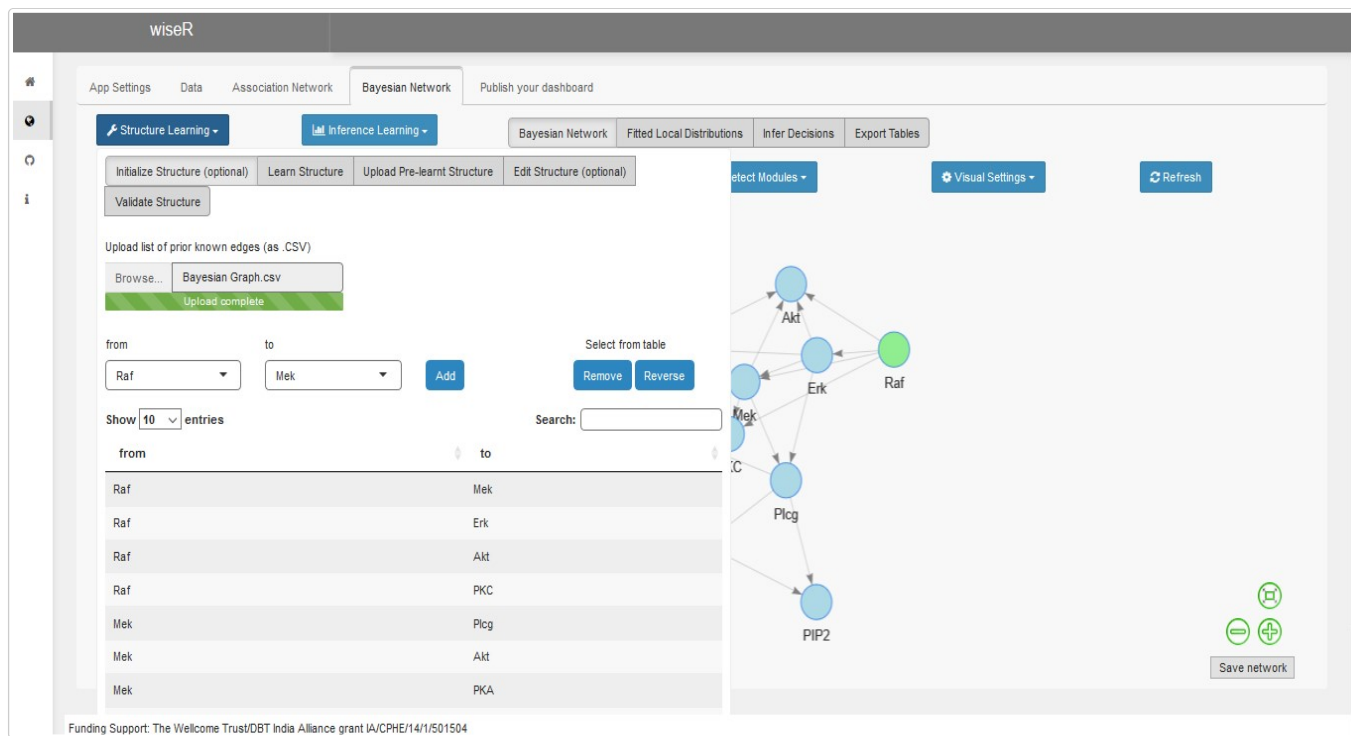 wiseR
App Settings Data Association Network Bayesian Network Publish your dashboard
Structure Learning Inference Learning Bayesian Network Fitted Local Distributions Infer Decisions Export Tables
Initialize Structure (optional) Learn Structure Upload Pre-learnt Structure Edit Structure (optional) etect Modules Visual Settings Refresh
Validate Structure
Upload list of prior known edges (as .CSV)
Browse... Bayesian Graph.csv
Upload complete
from to Select from table
Raf Mek Add Remove Reverse
Show 10 entries Search:
from to
Raf Mek
Raf Erk
Raf Akt
Raf PKC
Mek Plcg
Mek Akt
Mek PKA
Akt
Erk
Raf
Mek
KC
Plcg
PIP2
Save network
Funding Support: The Wellcome Trust/DBT India Alliance grant IA/CPHE/14/1/501504